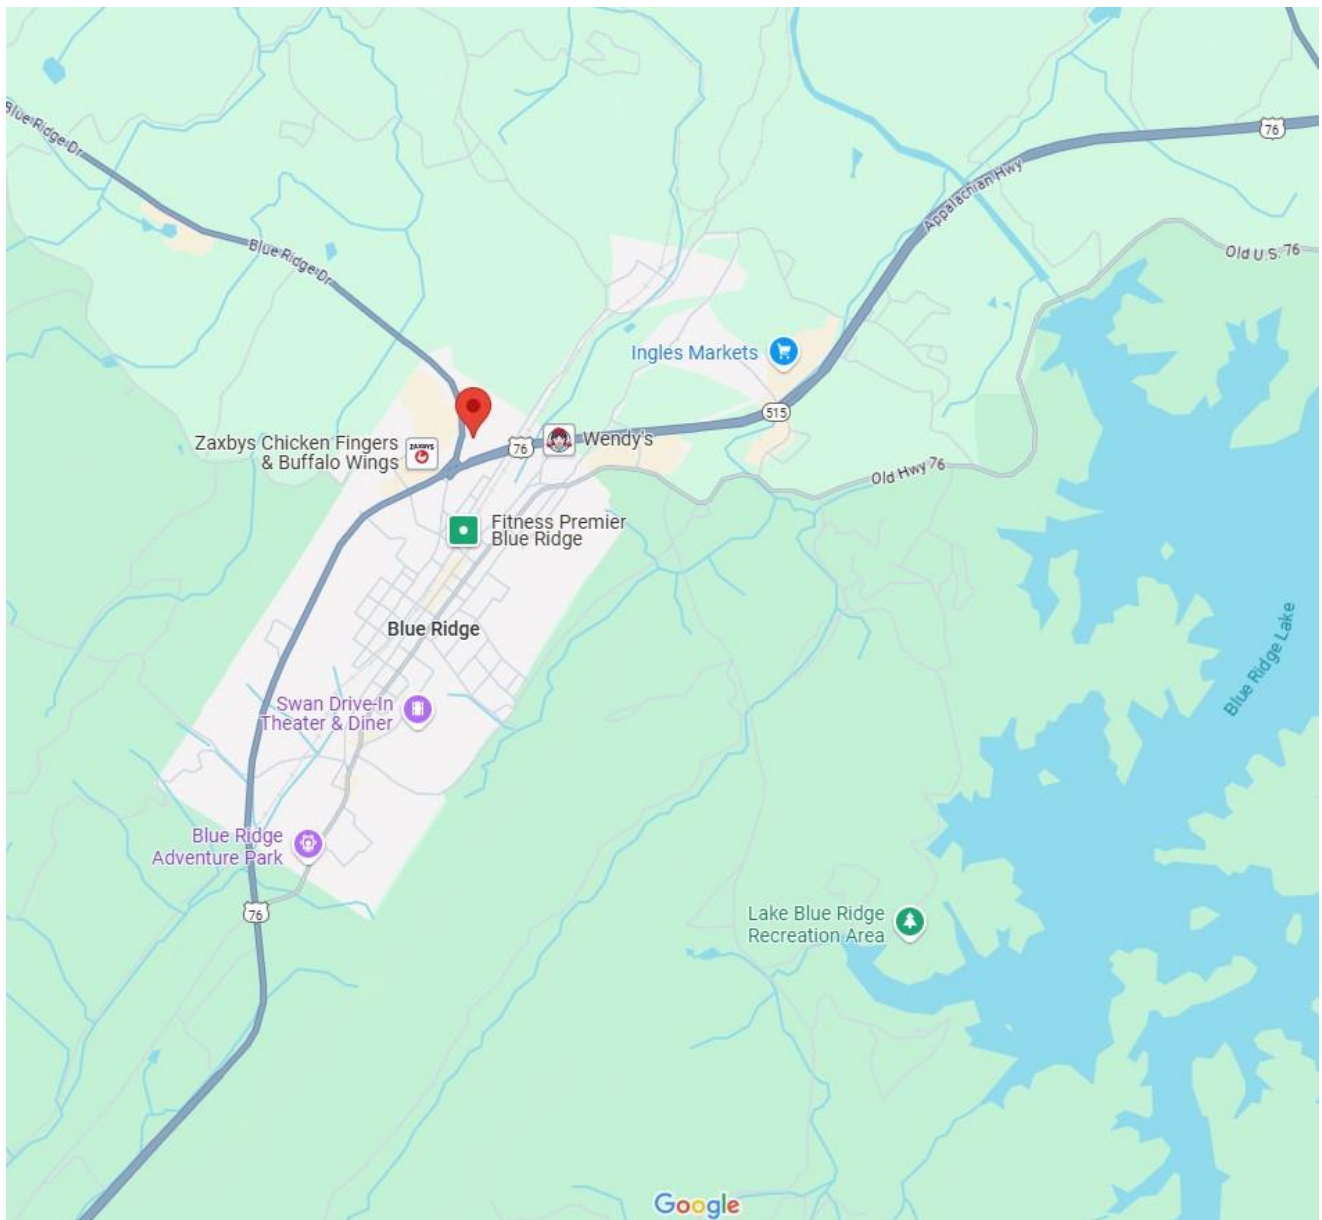 Blue Ridge Dr
76
Appalachian Hwy
Blue Ridge Dr
Old U.S. 76
Ingles Markets
515
Zaxbys Chicken Fingers
& Buffalo Wings
ZAXBYS
76
Wendy's
Old Hwy 76
Fitness Premier
Blue Ridge
Blue Ridge
Blue Ridge Lake
Swan Drive-In
Theater & Diner
Blue Ridge
Adventure Park
76
Lake Blue Ridge
Recreation Area
Google